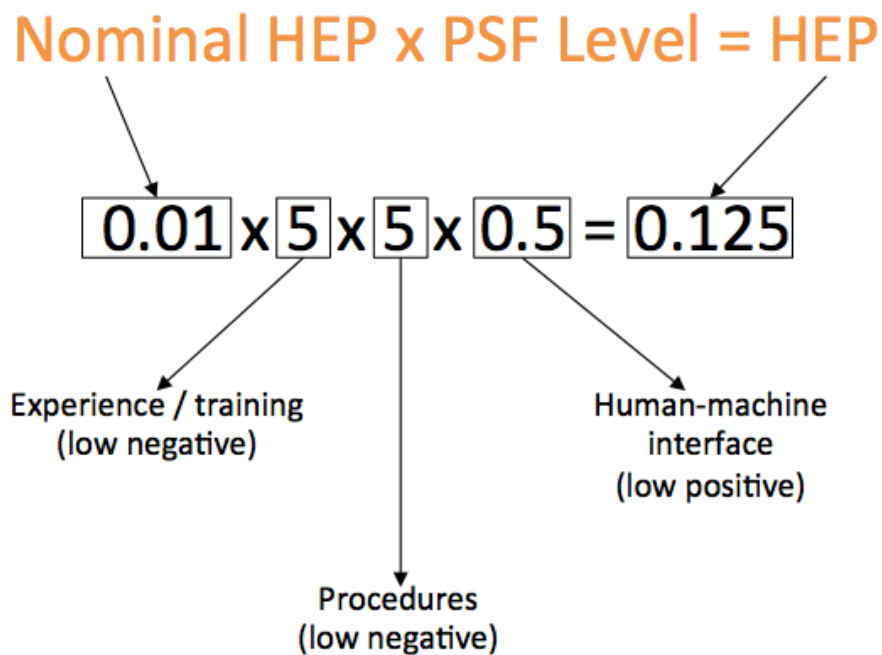 Nominal HEP x PSF Level = HEP
0.01 x 5 x 5 x 0.5 = 0.125
Experience / training
(low negative)
Human-machine
interface
(low positive)
Procedures
(low negative)